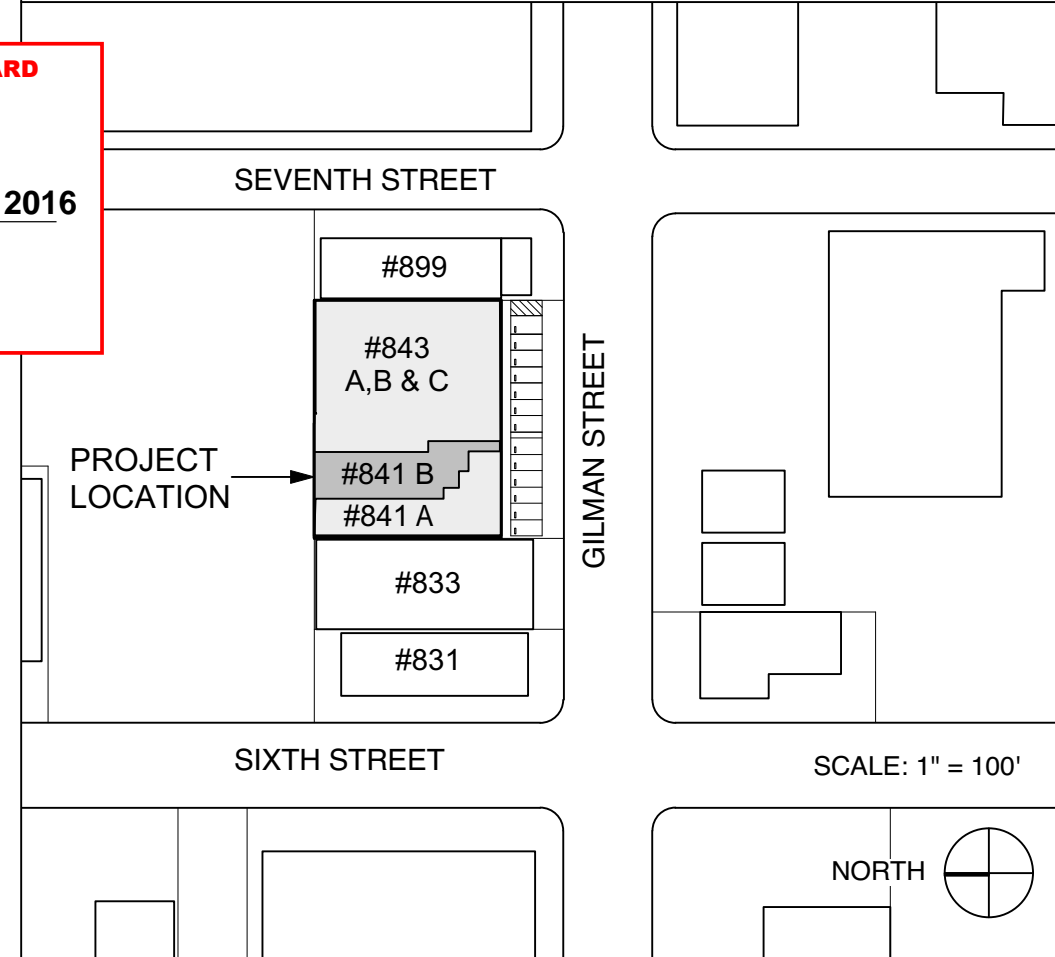 ARD
2016
SEVENTH STREET
#899
#843
A,B & C
GILMAN STREET
PROJECT
LOCATION
#841 B
#841 A
#833
#831
SIXTH STREET
SCALE: 1" = 100'
NORTH